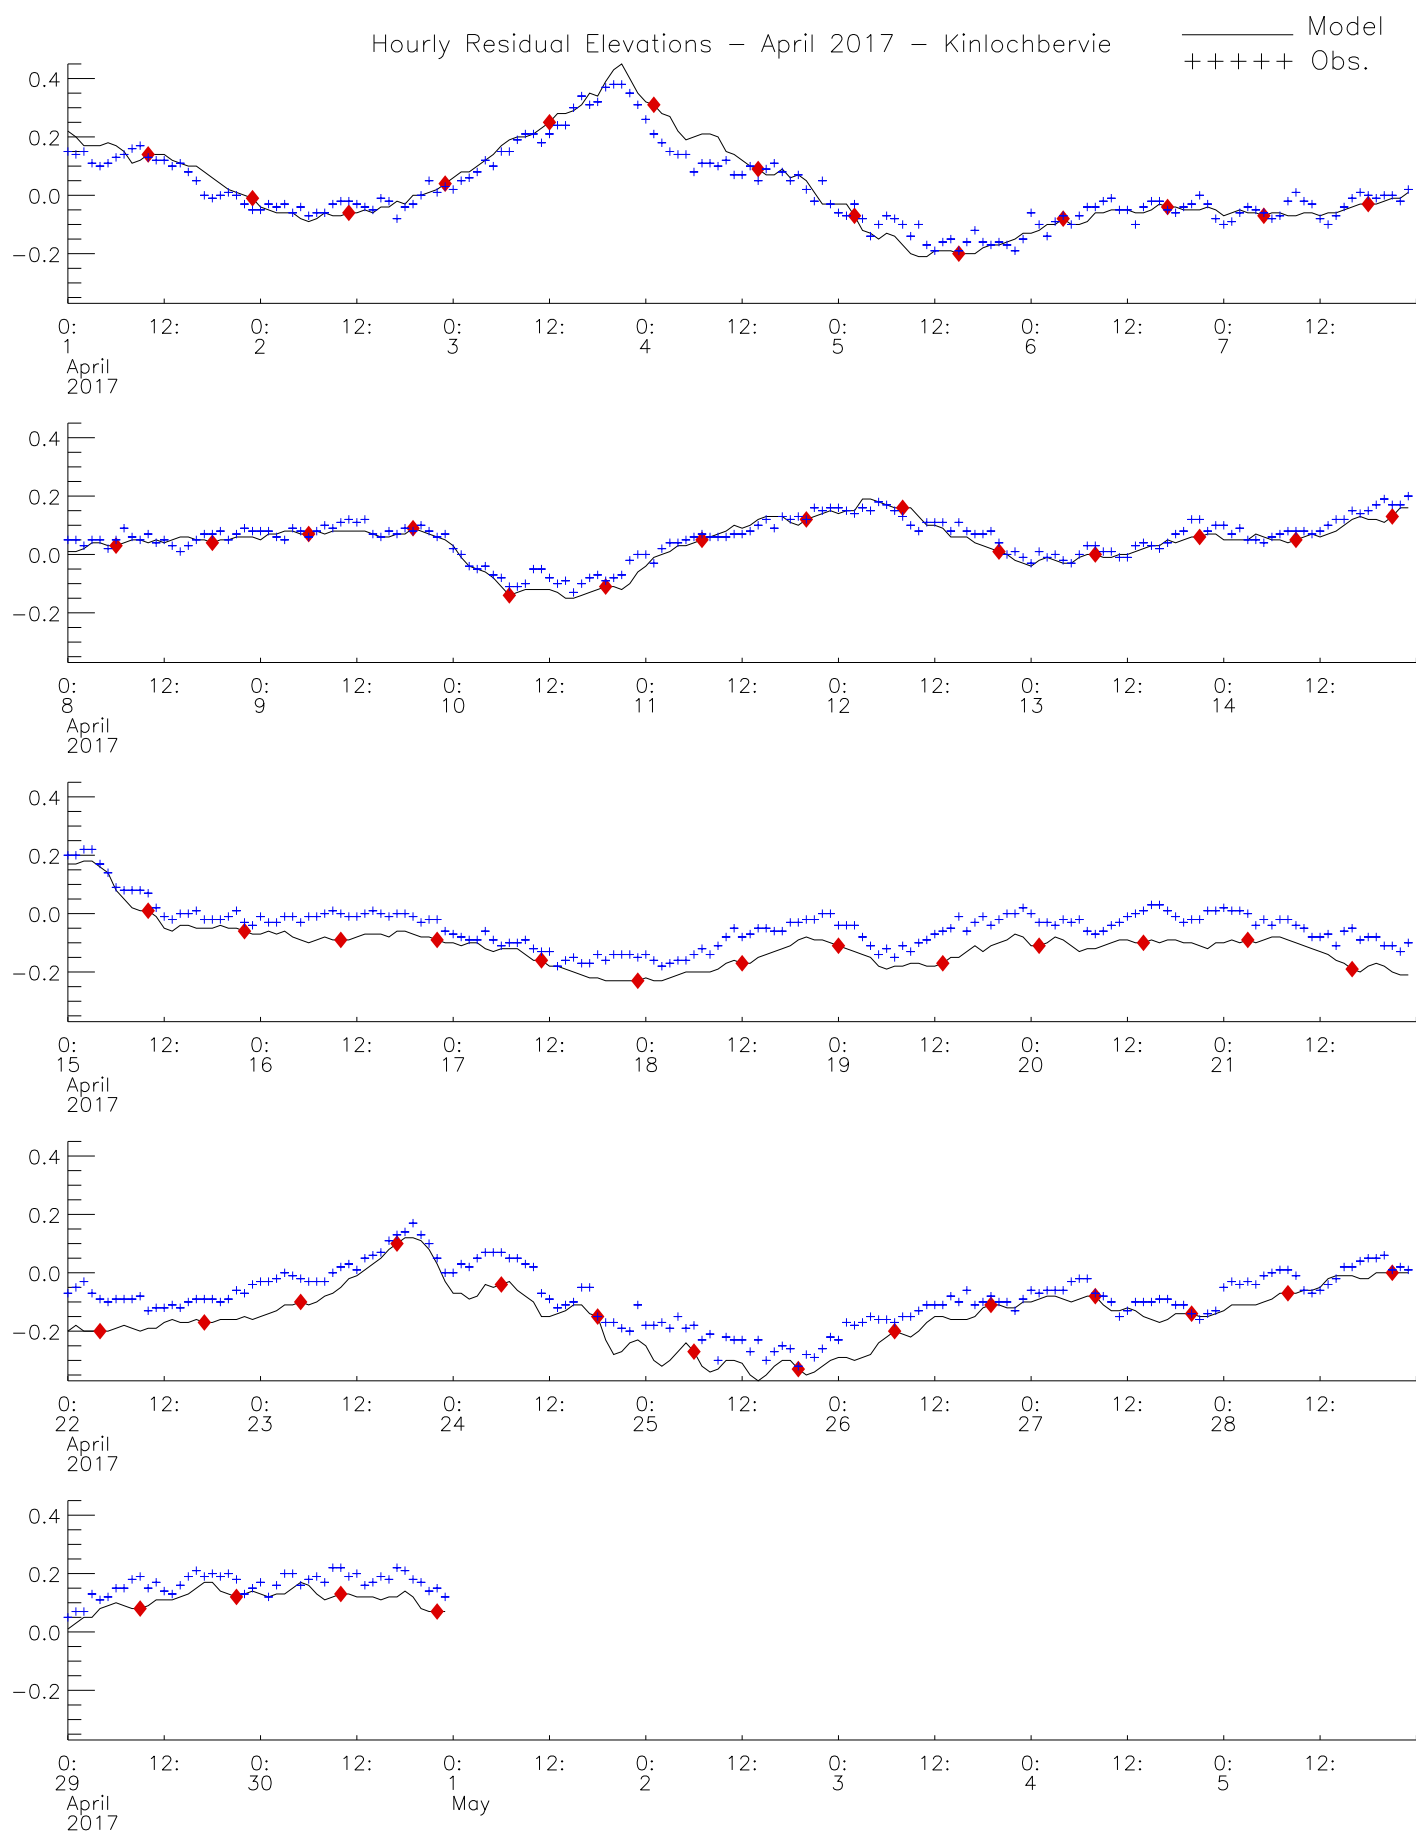 Hourly Residual Elevations – April 2017 – Kinlochbervie
Model
+++++ Obs.
0.4
0.2
0.0
−0.2
0: 12: 0: 12: 0: 12: 0: 12: 0: 12: 0: 12: 0: 12:
1 2 3 4 5 6 7
April
2017
0.4
0.2
0.0
−0.2
0: 12: 0: 12: 0: 12: 0: 12: 0: 12: 0: 12: 0: 12:
8 9 10 11 12 13 14
April
2017
0.4
0.2
0.0
−0.2
0: 12: 0: 12: 0: 12: 0: 12: 0: 12: 0: 12: 0: 12:
15 16 17 18 19 20 21
April
2017
0.4
0.2
0.0
−0.2
0: 12: 0: 12: 0: 12: 0: 12: 0: 12: 0: 12: 0: 12:
22 23 24 25 26 27 28
April
2017
0.4
0.2
0.0
−0.2
0: 12: 0: 12: 0: 12: 0: 12: 0: 12: 0: 12: 0: 12:
29 30 1 2 3 4 5
April May
2017